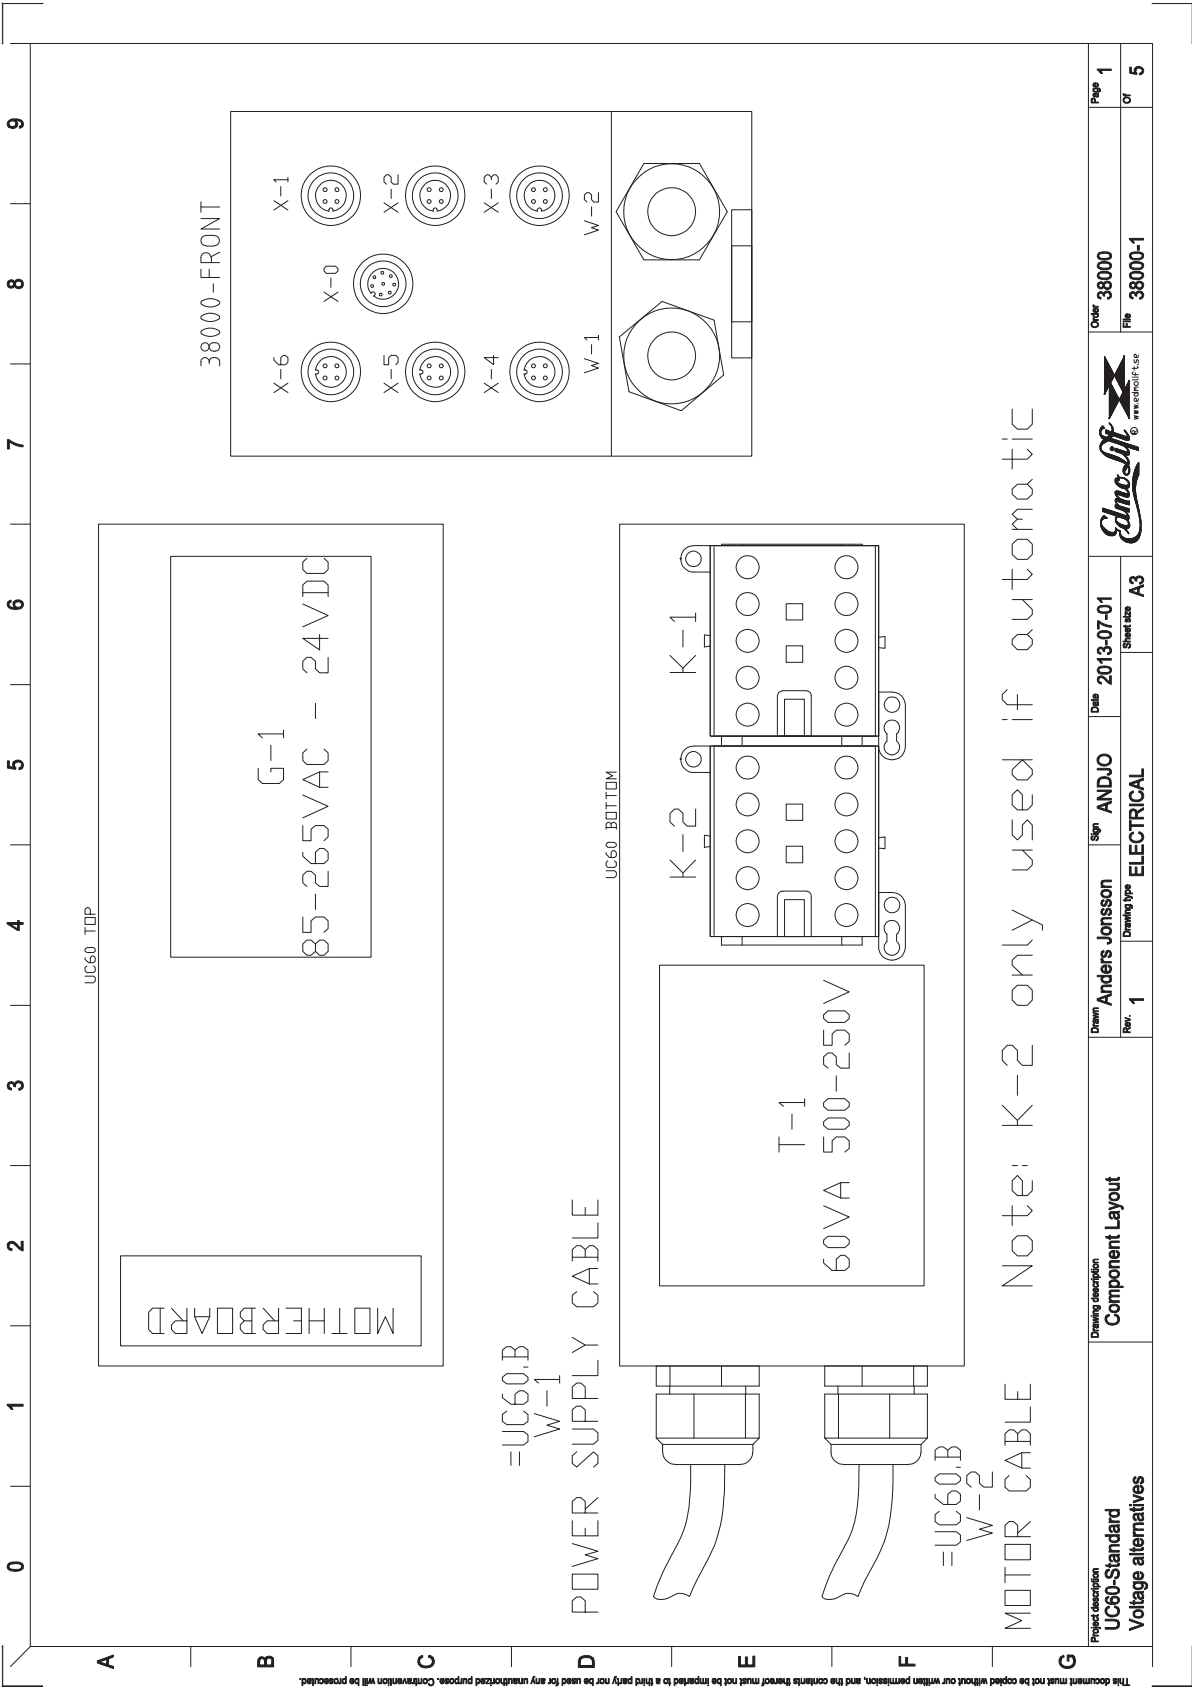 0 1 2 3 4 5 6 7 8 9
A
B
C
D
E
F
G
UC60 TOP
MOTHERBOARD
G-1
85-265VAC - 24VDC
38000-FRONT
X-6
X-1
X-0
X-5
X-2
X-4
X-3
W-1
W-2
=UC60.B
W-1
POWER SUPPLY CABLE
UC60 BOTTOM
K-2
K-1
T-1
60VA 500-250V
=UC60.B
W-2
MOTOR CABLE
Note: K-2 only used if automatic
Project description
UC60-Standard
Voltage alternatives
Drawing description
Component Layout
Drawn Anders Jonsson
Sign ANDJO
Date 2013-07-01
Rev. 1
Drawing type ELECTRICAL
Sheet size A3
EdmoLift ®
www.edmolift.se
Order 38000
Page 1
File 38000-1
Of 5
This document must not be copied without our written permission, and the contents thereof must not be imparted to a third party nor be used for any unauthorized purpose. Contravention will be prosecuted.